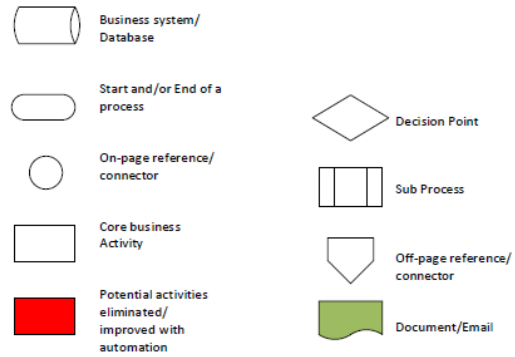 Business system/
Database
Start and/or End of a
process
On-page reference/
connector
Core business
Activity
Potential activities
eliminated/
improved with
automation
Decision Point
Sub Process
Off-page reference/
connector
Document/Email